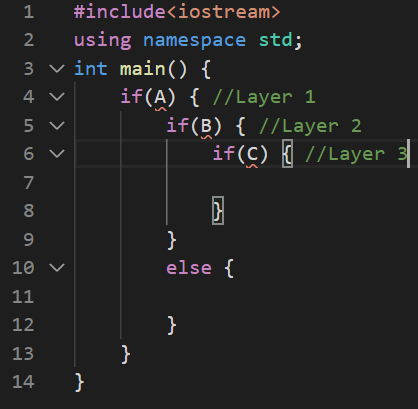 1 #include<iostream>
2 using namespace std;
3 int main() {
4 if(A) { //Layer 1
5 if(B) { //Layer 2
6 if(C) { //Layer 3
7
8 }
9 }
10 else {
11
12 }
13 }
14 }